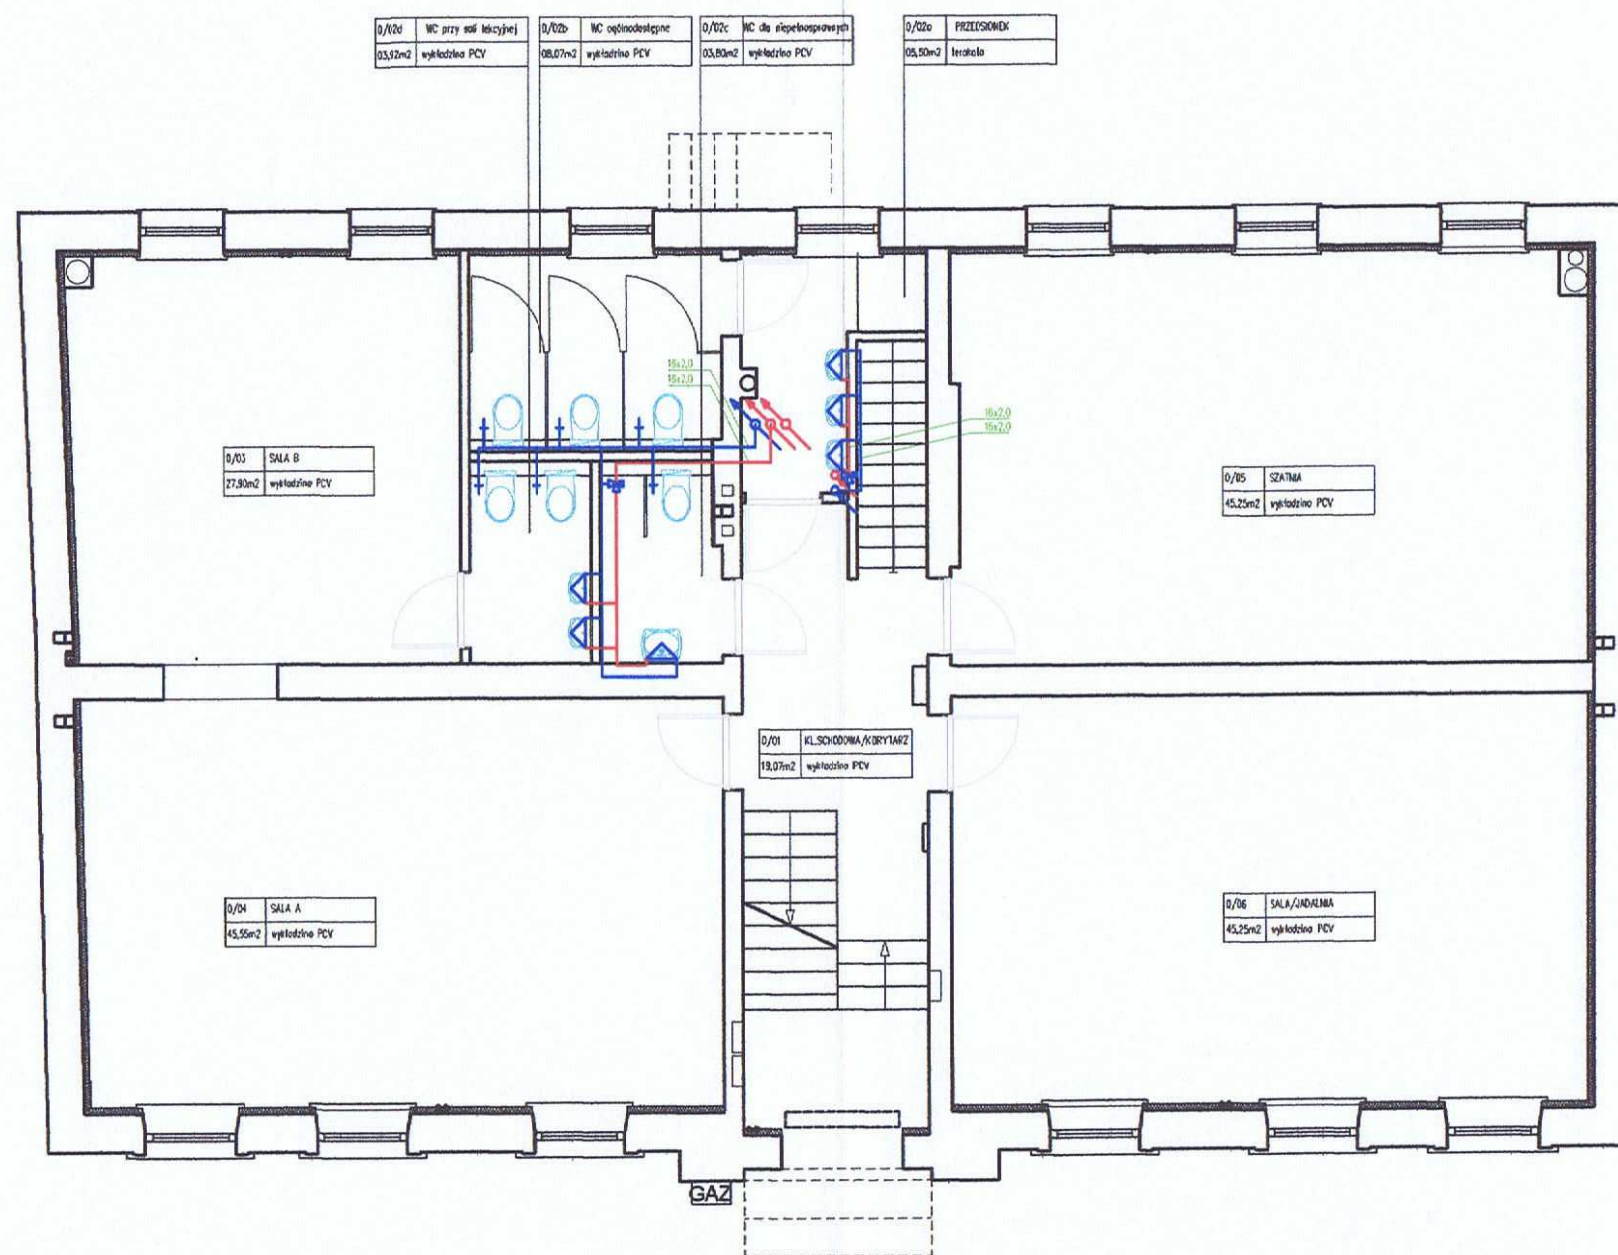 0/02d WC przy sali lekcyjnej
03,92m2 wykładzina PCV
0/02b WC ogólnodostępne
08,07m2 wykładzina PCV
0/02c WC dla niepełnosprawnych
03,80m2 wykładzina PCV
0/02a PRZEDSIONEK
05,50m2 terakota
16x2,0
16x2,0
16x2,0
16x2,0
0/03 SALA B
27,90m2 wykładzina PCV
0/05 SZATNIA
45,25m2 wykładzina PCV
0/01 KL.SCHODOWA/KORYTARZ
19,07m2 wykładzina PCV
0/04 SALA A
45,55m2 wykładzina PCV
0/06 SALA/JADALNIA
45,25m2 wykładzina PCV
GAZ